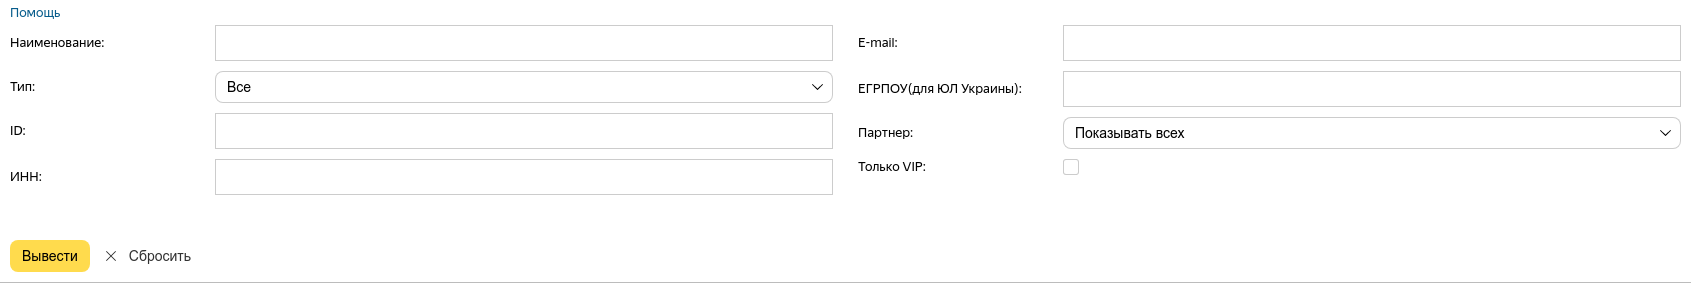 Помощь
Наименование:
Тип: Все
ID:
ИНН:
E-mail:
ЕГРПОУ(для ЮЛ Украины):
Партнер: Показывать всех
Только VIP:
Вывести Сбросить